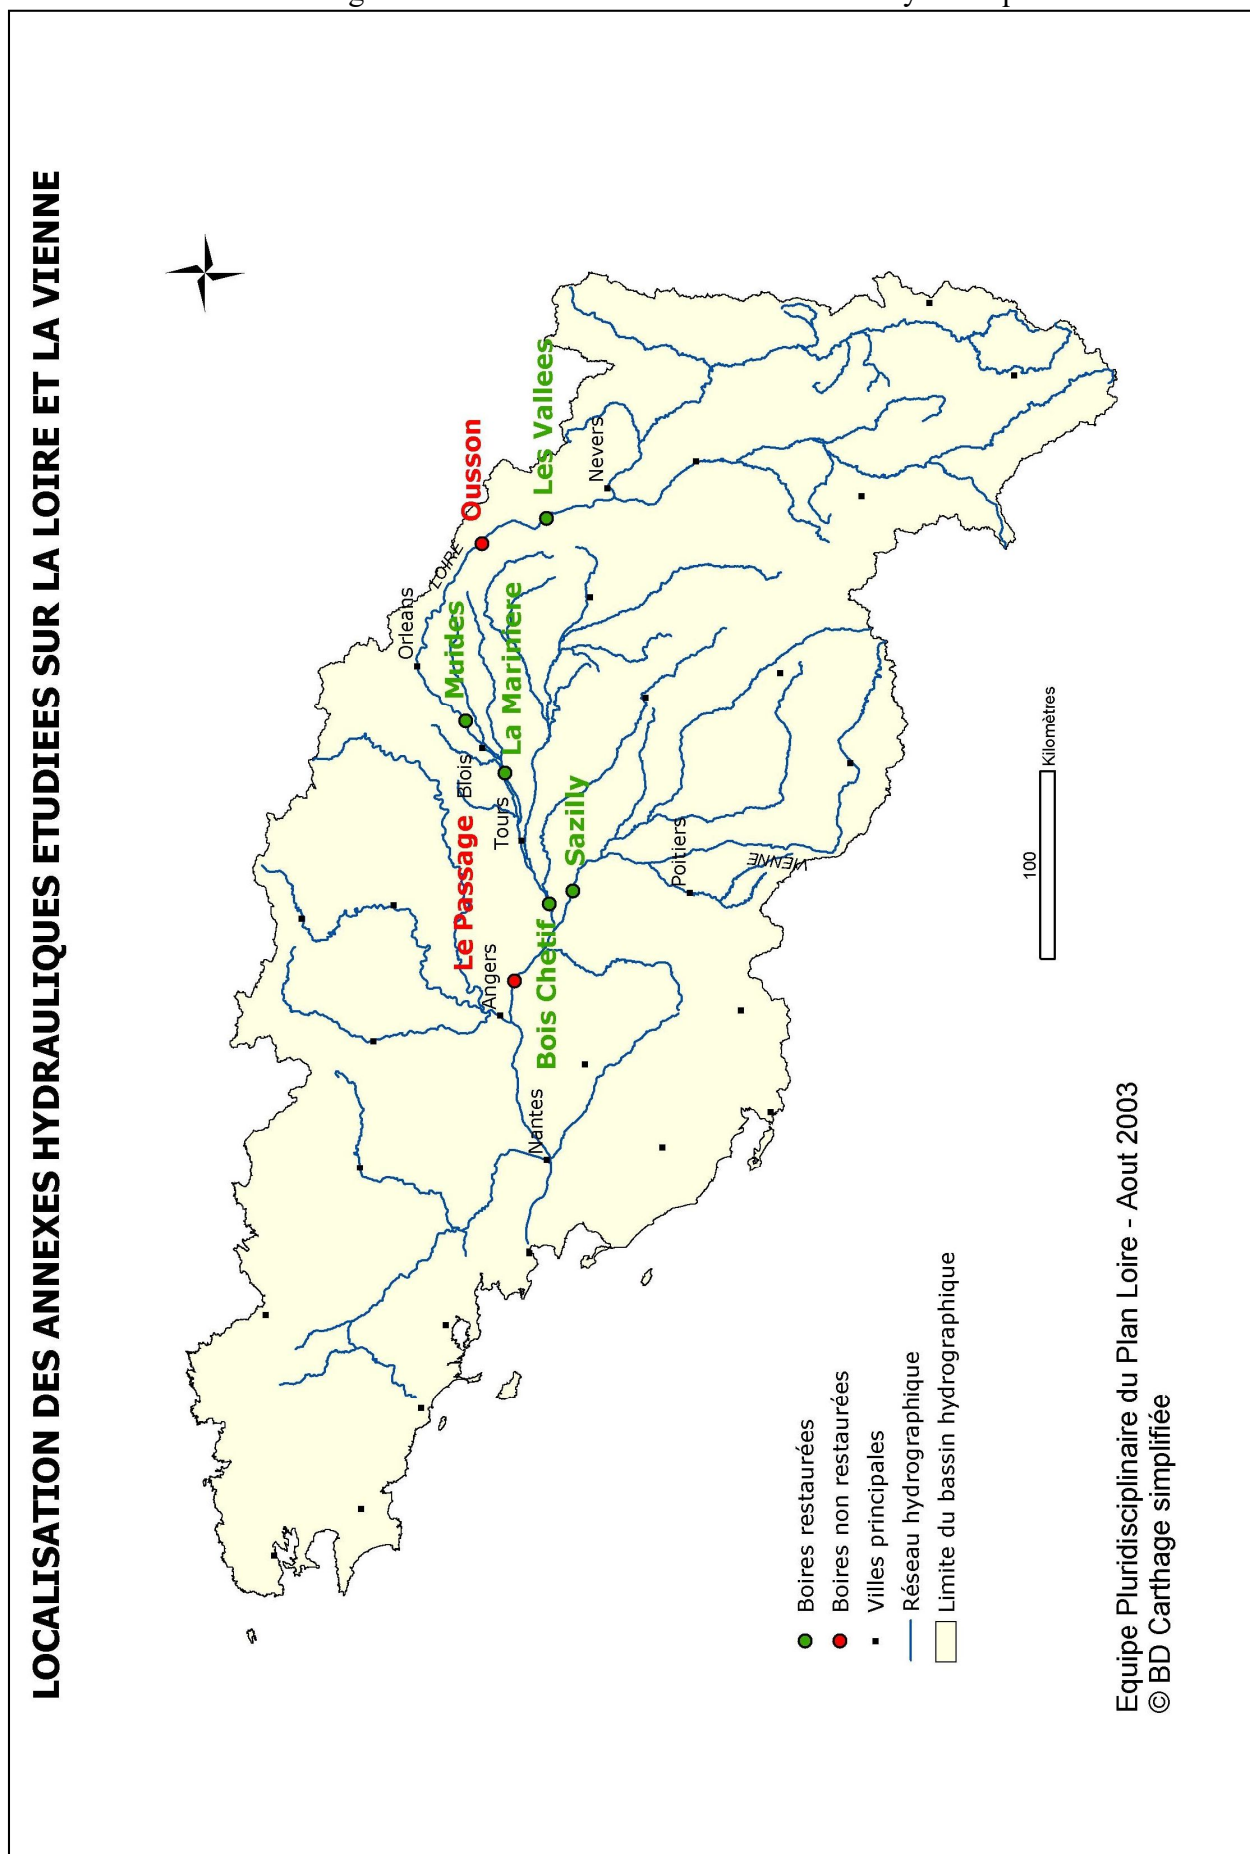 LOCALISATION DES ANNEXES HYDRAULIQUES ETUDIEES SUR LA LOIRE ET LA VIENNE
Orleans
LOIRE
Ousson
Muides
Les Vallees
La Mariniere
Blois
Nevers
Le Passage
Tours
Angers
Sazilly
Bois Chetif
Nantes
Poitiers
VIENNE
100
Kilomètres
Boires restaurées
Boires non restaurées
Villes principales
Réseau hydrographique
Limite du bassin hydrographique
Equipe Pluridisciplinaire du Plan Loire - Aout 2003
© BD Carthage simplifiée